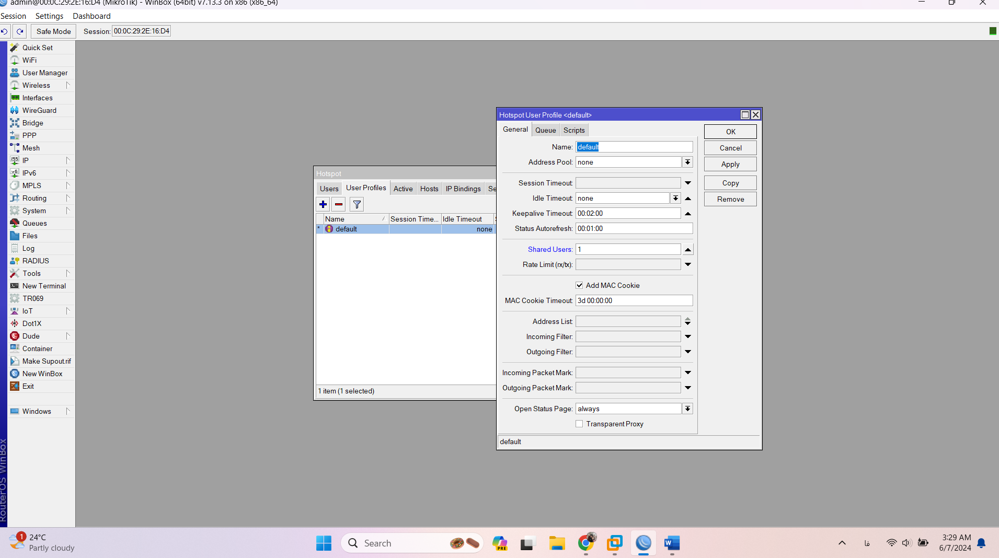 admin@00:0C:29:2E:16:D4 (MikroTik) - WinBox (64bit) v7.13.3 on x86 (x86_64)
Session Settings Dashboard
Safe Mode Session: 00:0C:29:2E:16:D4
Quick Set
WiFi
User Manager
Wireless
Interfaces
WireGuard
Bridge
PPP
Mesh
255
IP
v6
IPv6
MPLS
Routing
System
Queues
Files
Log
RADIUS
Tools
New Terminal
TR069
IoT
Dot1X
Dude
Container
Make Supout.rif
New WinBox
Exit
Windows
RouterOS WinBox
Hotspot
Users User Profiles Active Hosts IP Bindings Se
Name Session Time... Idle Timeout
* default none
1 item (1 selected)
Hotspot User Profile <default>
General Queue Scripts
Name: default
Address Pool: none
Session Timeout:
Idle Timeout: none
Keepalive Timeout: 00:02:00
Status Autorefresh: 00:01:00
Shared Users: 1
Rate Limit (rx/tx):
Add MAC Cookie
MAC Cookie Timeout: 3d 00:00:00
Address List:
Incoming Filter:
Outgoing Filter:
Incoming Packet Mark:
Outgoing Packet Mark:
Open Status Page: always
Transparent Proxy
default
OK
Cancel
Apply
Copy
Remove
1
24°C
Partly cloudy
Search
PRE
W
فا
3:29 AM
6/7/2024